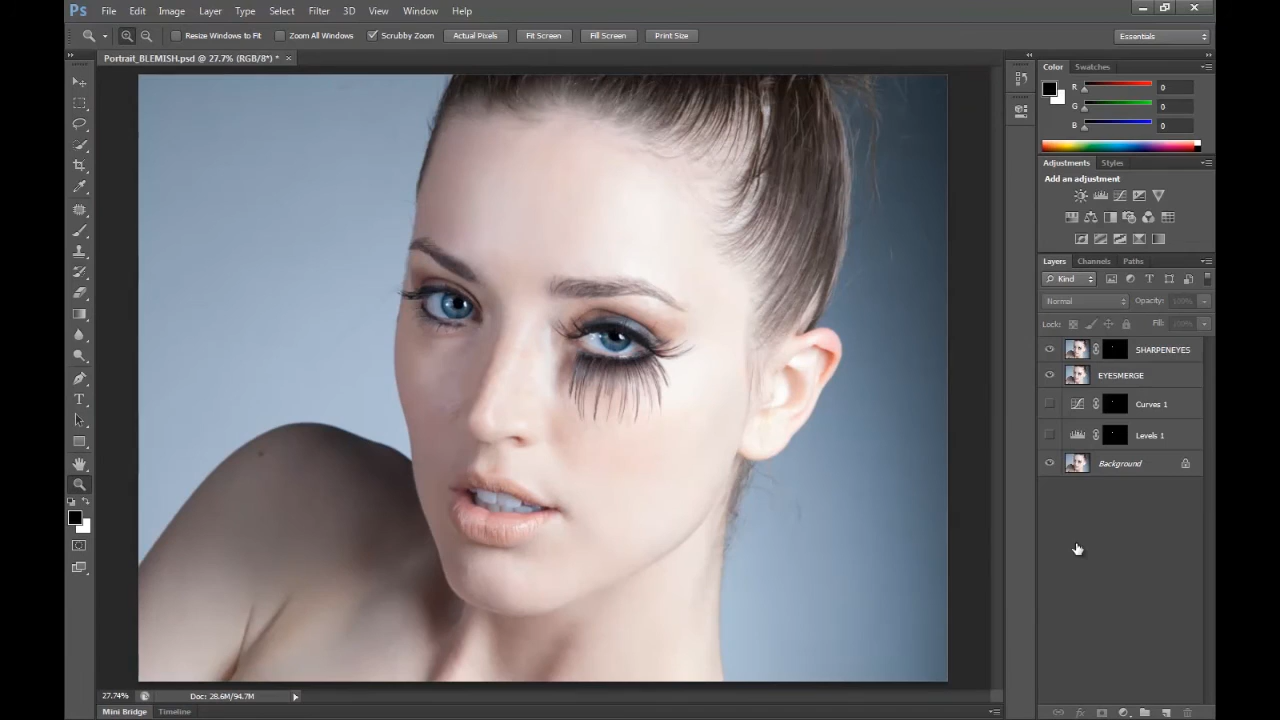 Ps File Edit Image Layer Type Select Filter 3D View Window Help
Resize Windows to Fit Zoom All Windows Scrubby Zoom Actual Pixels Fit Screen Fill Screen Print Size Essentials
Portrait_BLEMISH.psd @ 27.7% (RGB/8*) *
Color Swatches
R 0
G 0
B 0
Adjustments Styles
Add an adjustment
Layers Channels Paths
Kind
Normal Opacity: 100%
Lock: Fill: 100%
SHARPENEYES
EYESMERGE
Curves 1
Levels 1
Background
27.74% Doc: 28.6M/94.7M
Mini Bridge Timeline